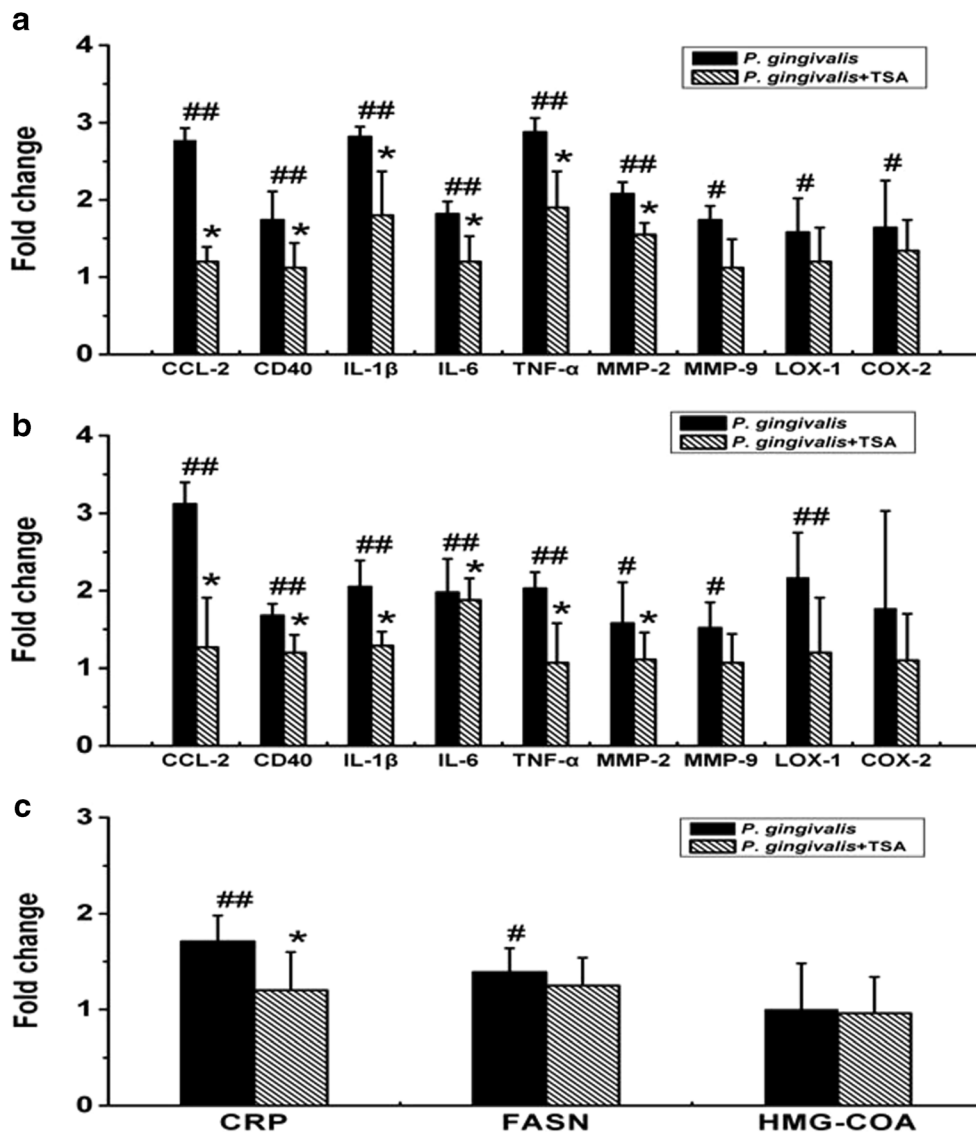 a
P. gingivalis
P. gingivalis+TSA
Fold change
4
3
2
1
0
## * ## * ## * ## * ## * ## * # # #
CCL-2 CD40 IL-1β IL-6 TNF-α MMP-2 MMP-9 LOX-1 COX-2
b
P. gingivalis
P. gingivalis+TSA
Fold change
4
3
2
1
0
## * ## * ## * ## * ## * # * # ##
CCL-2 CD40 IL-1β IL-6 TNF-α MMP-2 MMP-9 LOX-1 COX-2
c
P. gingivalis
P. gingivalis+TSA
Fold change
3
2
1
0
## * #
CRP FASN HMG-COA